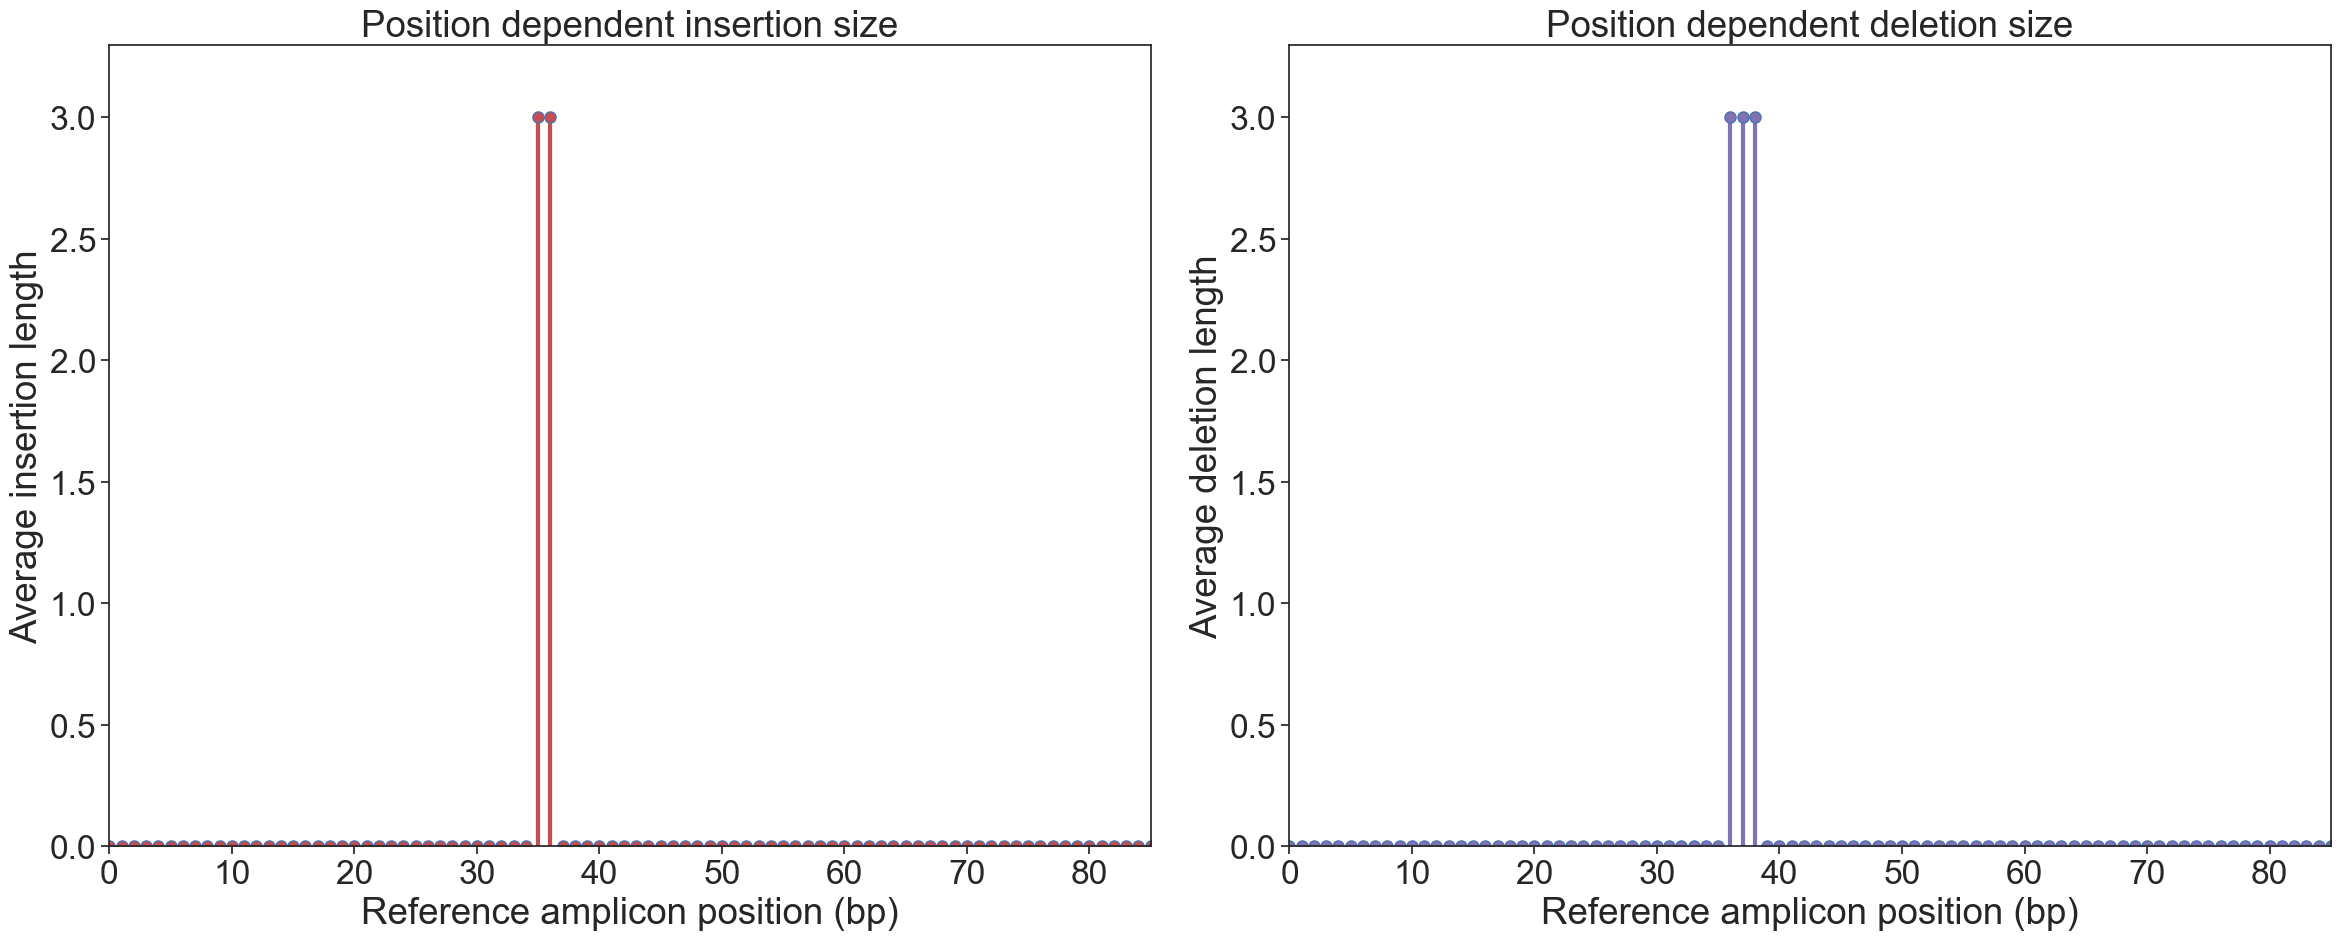 Position dependent insertion size
Average insertion length
3.0
2.5
2.0
1.5
1.0
0.5
0.0
0 10 20 30 40 50 60 70 80
Reference amplicon position (bp)
Position dependent deletion size
Average deletion length
3.0
2.5
2.0
1.5
1.0
0.5
0.0
0 10 20 30 40 50 60 70 80
Reference amplicon position (bp)